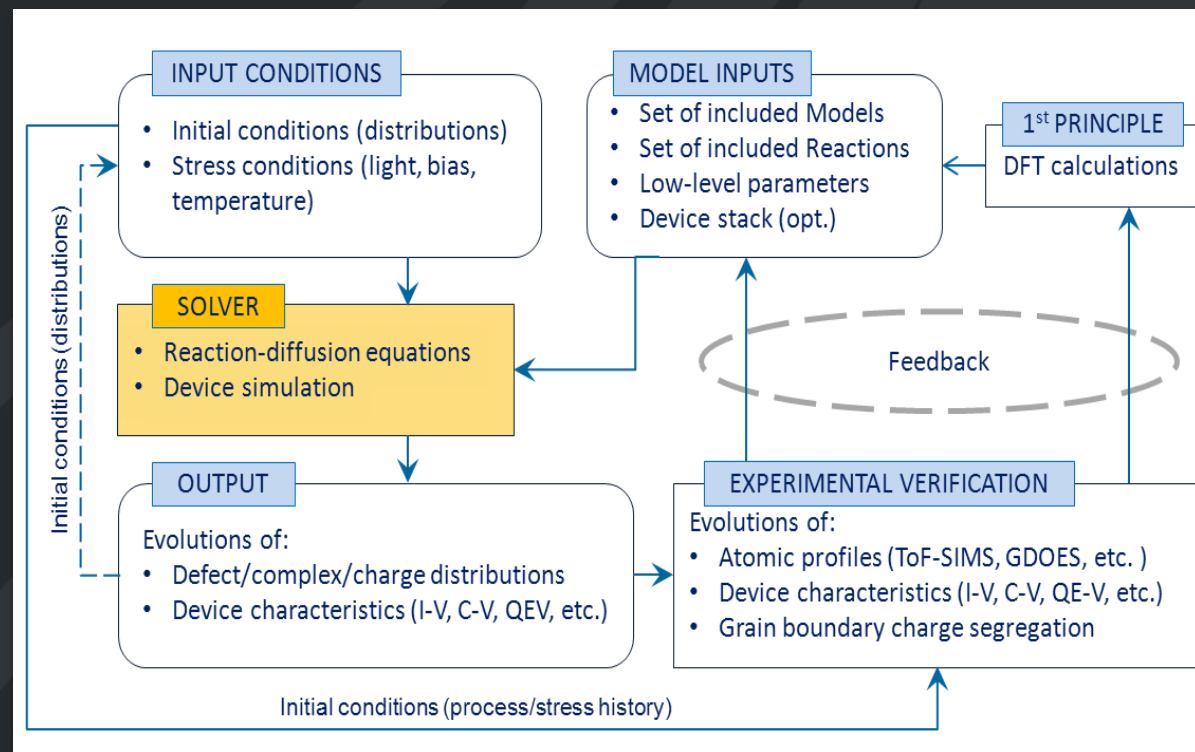 INPUT CONDITIONS
• Initial conditions (distributions)
• Stress conditions (light, bias,
temperature)
MODEL INPUTS
• Set of included Models
• Set of included Reactions
• Low-level parameters
• Device stack (opt.)
1st PRINCIPLE
DFT calculations
Initial conditions (distributions)
SOLVER
• Reaction-diffusion equations
• Device simulation
Feedback
OUTPUT
Evolutions of:
• Defect/complex/charge distributions
• Device characteristics (I-V, C-V, QEV, etc.)
EXPERIMENTAL VERIFICATION
Evolutions of:
• Atomic profiles (ToF-SIMS, GDOES, etc. )
• Device characteristics (I-V, C-V, QE-V, etc.)
• Grain boundary charge segregation
Initial conditions (process/stress history)